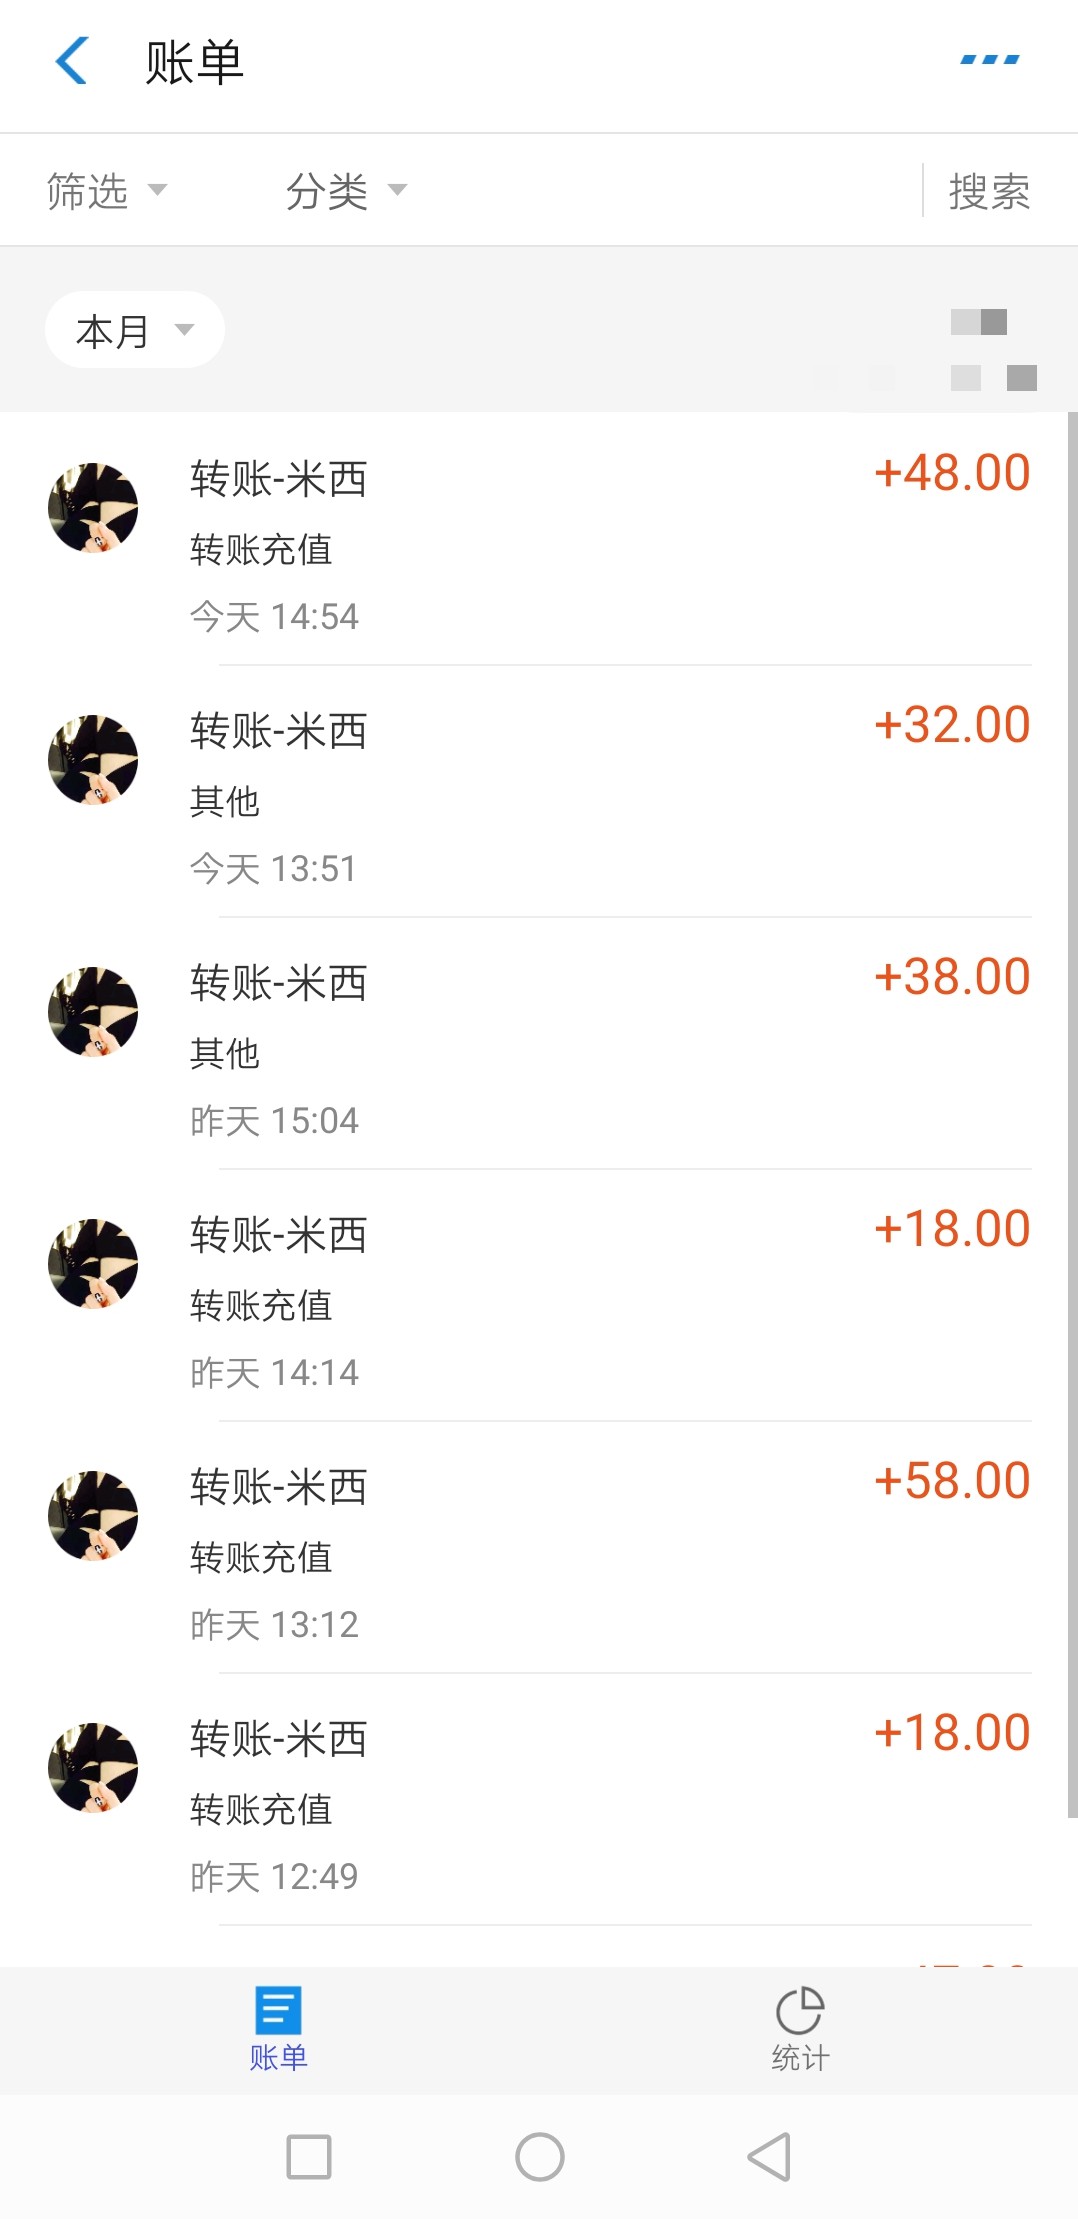 账单
筛选 分类 搜索
本月
转账-米西 +48.00
转账充值
今天 14:54
转账-米西 +32.00
其他
今天 13:51
转账-米西 +38.00
其他
昨天 15:04
转账-米西 +18.00
转账充值
昨天 14:14
转账-米西 +58.00
转账充值
昨天 13:12
转账-米西 +18.00
转账充值
昨天 12:49
账单 统计